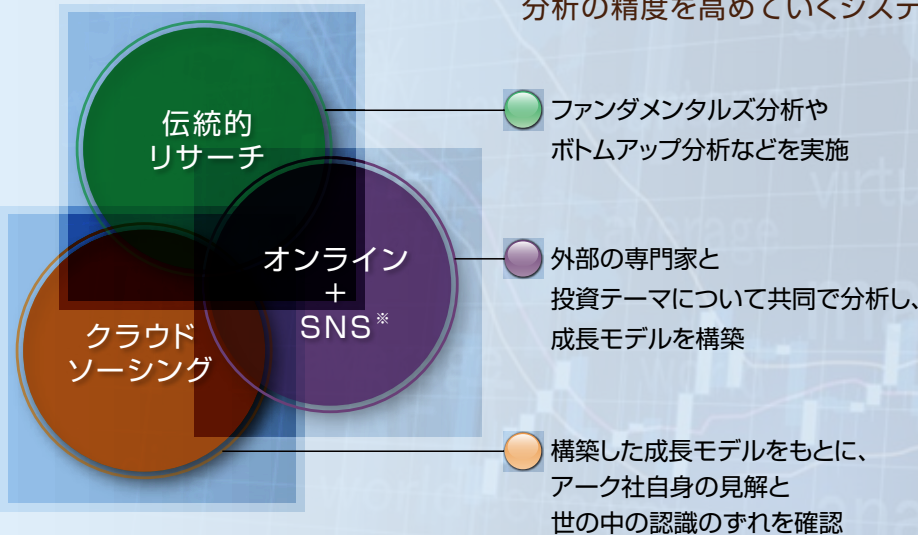 分析の精度を高めていくシステ
伝統的
リサーチ
ファンダメンタルズ分析や
ボトムアップ分析などを実施
オンライン
+
SNS※
外部の専門家と
投資テーマについて共同で分析し、
成長モデルを構築
クラウド
ソーシング
構築した成長モデルをもとに、
アーク社自身の見解と
世の中の認識のずれを確認